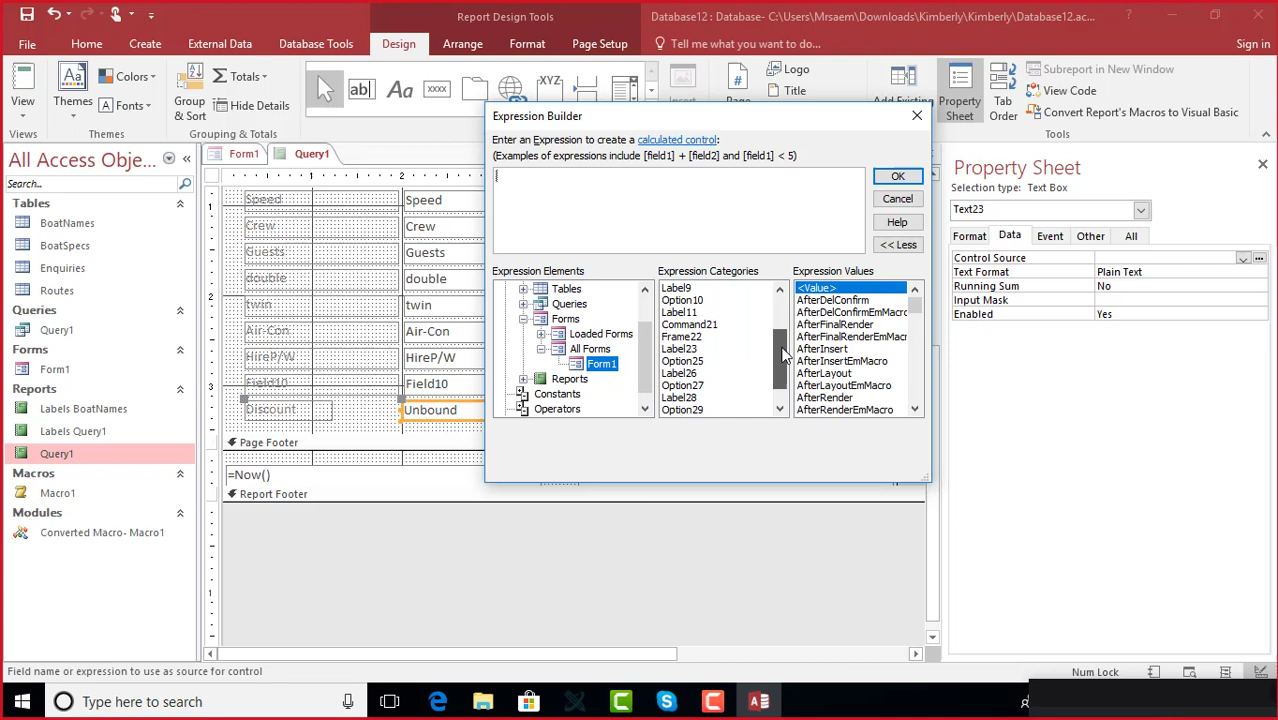 Report Design Tools
Database12 : Database- C:\Users\Mrsaem\Downloads\Kimberly\Kimberly\Database12.ac...
File
Home
Create
External Data
Database Tools
Design
Arrange
Format
Page Setup
Tell me what you want to do...
Sign in
View
Views
Themes
Colors
Fonts
Themes
Group & Sort
Totals
Hide Details
Grouping & Totals
ab|
Aa
xxxx
XYZ
Insert
Page
Logo
Title
Add Existing
Property Sheet
Tab Order
Subreport in New Window
View Code
Convert Report's Macros to Visual Basic
Tools
All Access Obje...
Search...
Tables
BoatNames
BoatSpecs
Enquiries
Routes
Queries
Query1
Forms
Form1
Reports
Labels BoatNames
Labels Query1
Query1
Macros
Macro1
Modules
Converted Macro- Macro1
Form1
Query1
Speed Speed
Crew Crew
Guests Guests
double double
twin twin
Air-Con Air-Con
HireP/W HireP/W
Field10 Field10
Discount Unbound
Page Footer
=Now()
Report Footer
Expression Builder
Enter an Expression to create a calculated control:
(Examples of expressions include [field1] + [field2] and [field1] < 5)
OK
Cancel
Help
<< Less
Expression Elements
Tables
Queries
Forms
Loaded Forms
All Forms
Form1
Reports
Constants
Operators
Expression Categories
Label9
Option10
Label11
Command21
Frame22
Label23
Option25
Label26
Option27
Label28
Option29
Expression Values
<Value>
AfterDelConfirm
AfterDelConfirmEmMacro
AfterFinalRender
AfterFinalRenderEmMac
AfterInsert
AfterInsertEmMacro
AfterLayout
AfterLayoutEmMacro
AfterRender
AfterRenderEmMacro
Property Sheet
Selection type: Text Box
Text23
Format
Data
Event
Other
All
Control Source
Text Format Plain Text
Running Sum No
Input Mask
Enabled Yes
Field name or expression to use as source for control
Num Lock
Type here to search